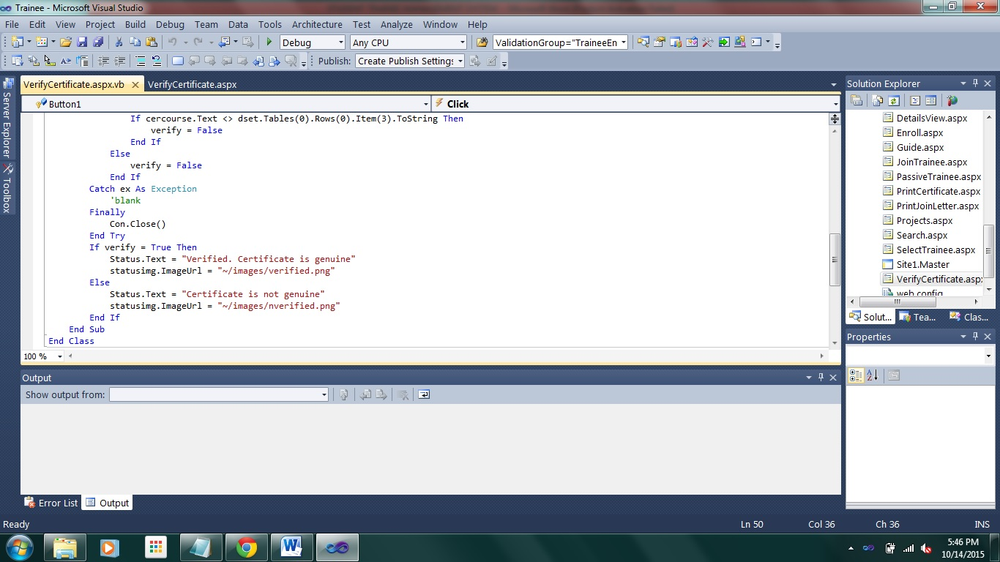 Trainee - Microsoft Visual Studio
File Edit View Project Build Debug Team Data Tools Architecture Test Analyze Window Help
Debug Any CPU ValidationGroup="TraineeEn
Publish: Create Publish Settings
Server Explorer
Toolbox
VerifyCertificate.aspx.vb VerifyCertificate.aspx
Button1 Click
If cercourse.Text <> dset.Tables(0).Rows(0).Item(3).ToString Then
verify = False
End If
Else
verify = False
End If
Catch ex As Exception
'blank
Finally
Con.Close()
End Try
If verify = True Then
Status.Text = "Verified. Certificate is genuine"
statusimg.ImageUrl = "~/images/verified.png"
Else
Status.Text = "Certificate is not genuine"
statusimg.ImageUrl = "~/images/nverified.png"
End If
End Sub
End Class
100 %
Output
Show output from:
Error List Output
Solution Explorer
DetailsView.aspx
Enroll.aspx
Guide.aspx
JoinTrainee.aspx
PassiveTrainee.aspx
PrintCertificate.aspx
PrintJoinLetter.aspx
Projects.aspx
Search.aspx
SelectTrainee.aspx
Site1.Master
VerifyCertificate.aspx
web.config
Solut... Tea... Clas...
Properties
Ready Ln 50 Col 36 Ch 36 INS
5:46 PM
10/14/2015